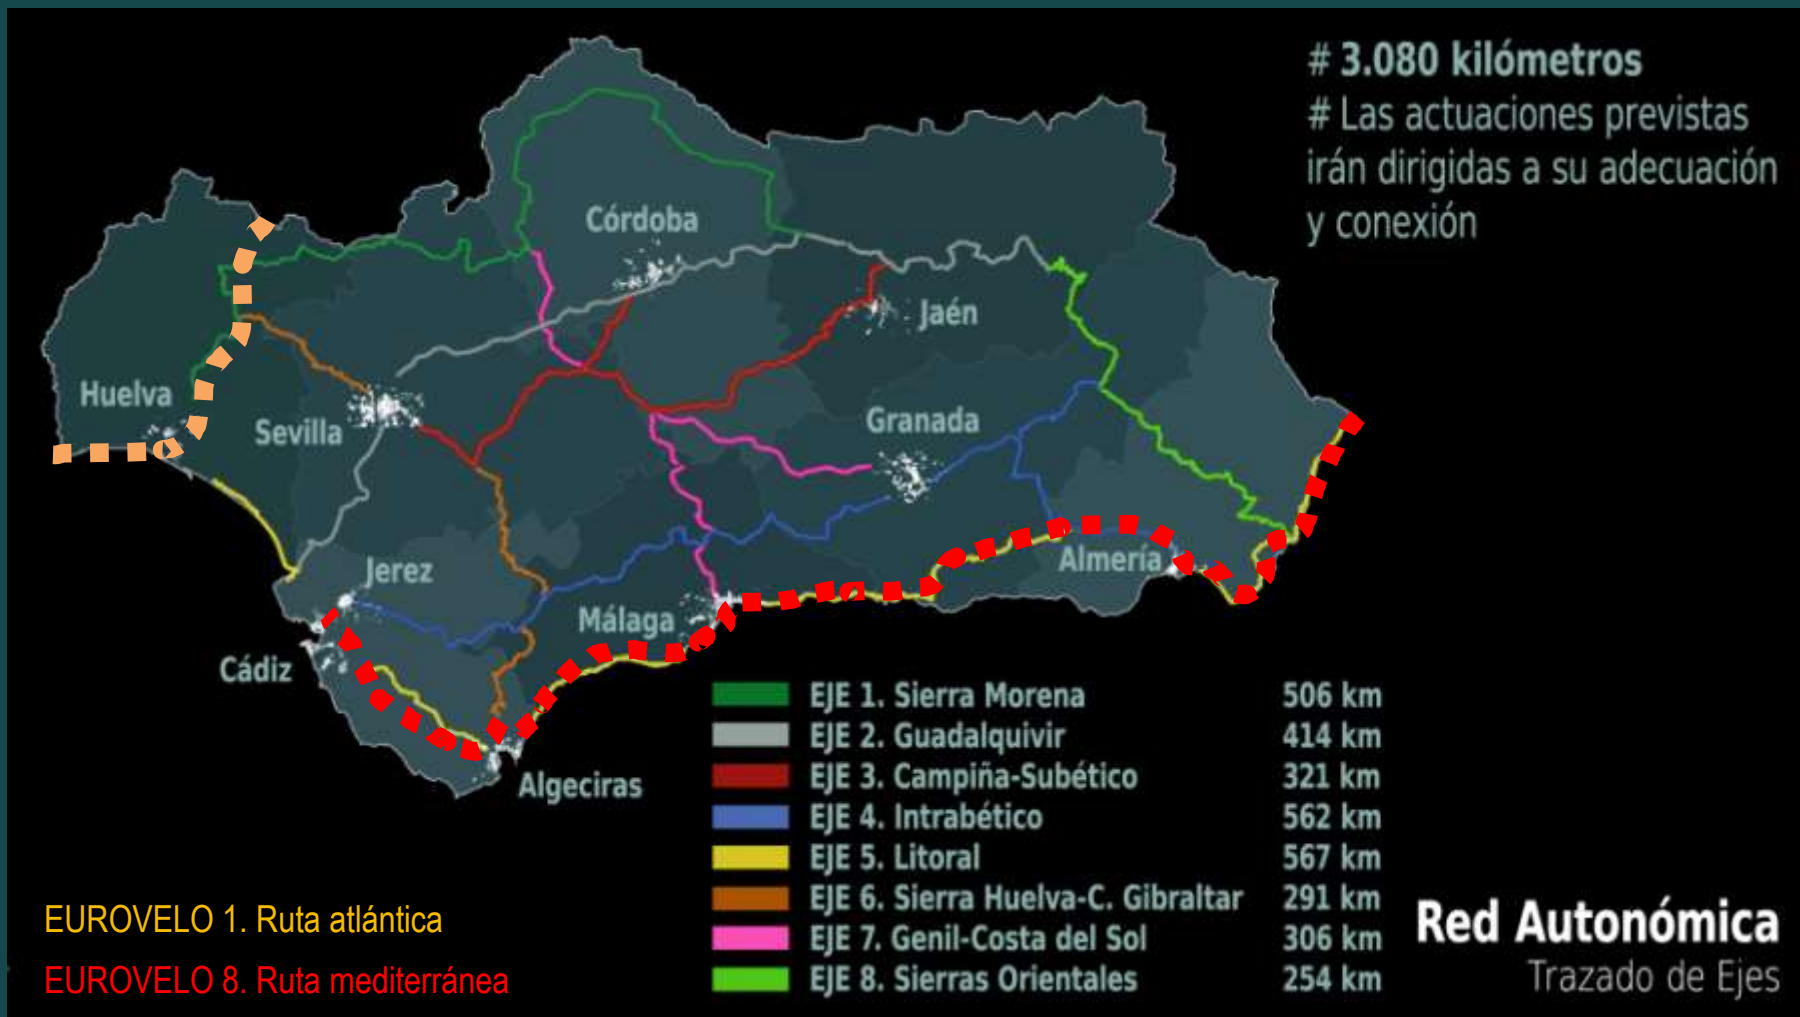 # 3.080 kilómetros
# Las actuaciones previstas
irán dirigidas a su adecuación
y conexión
Córdoba
Jaén
Huelva
Sevilla
Granada
Almería
Jerez
Málaga
Cádiz
Algeciras
EJE 1. Sierra Morena 506 km
EJE 2. Guadalquivir 414 km
EJE 3. Campiña-Subético 321 km
EJE 4. Intrabético 562 km
EJE 5. Litoral 567 km
EJE 6. Sierra Huelva-C. Gibraltar 291 km
EJE 7. Genil-Costa del Sol 306 km
EJE 8. Sierras Orientales 254 km
EUROVELO 1. Ruta atlántica
EUROVELO 8. Ruta mediterránea
Red Autonómica
Trazado de Ejes